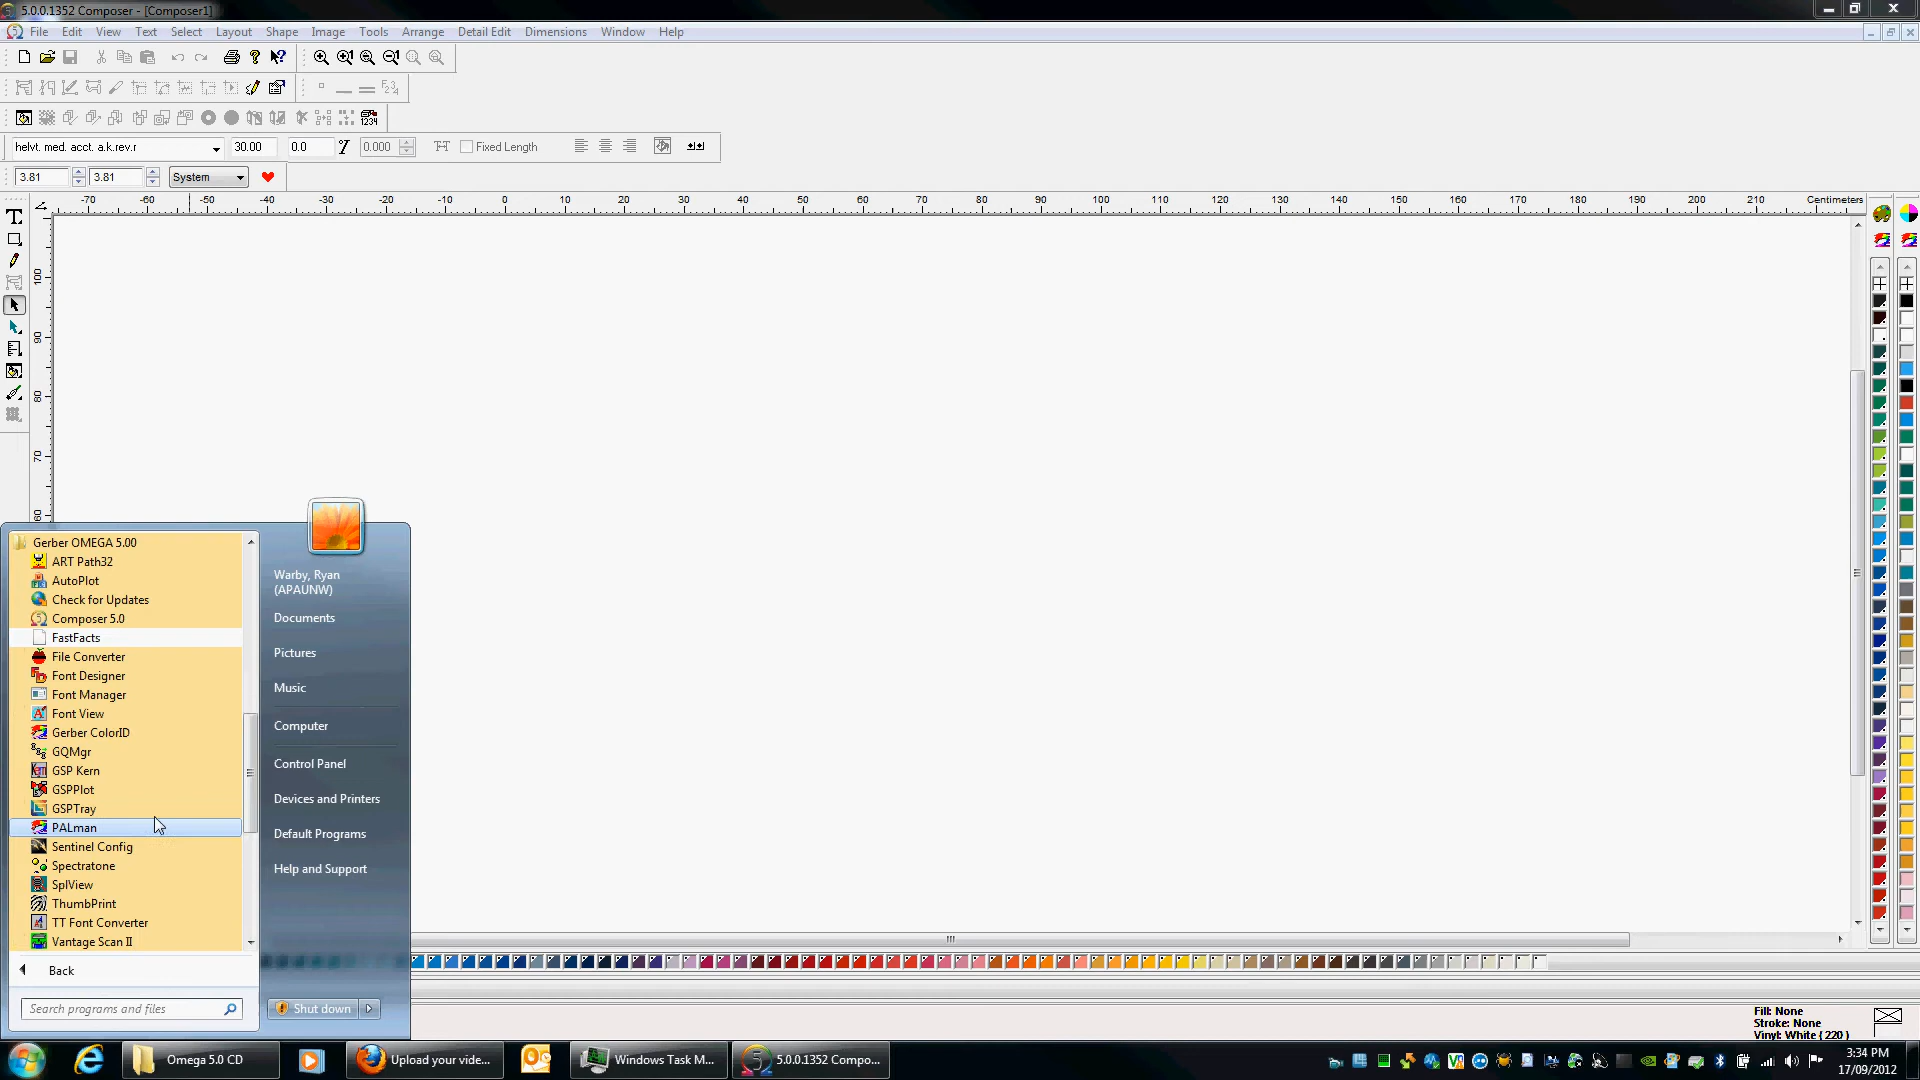 5.0.0.1352 Composer - [Composer1]
File Edit View Text Select Layout Shape Image Tools Arrange Detail Edit Dimensions Window Help
helvt. med. acct. a.k.rev.r 30.00 0.0 0.000 Fixed Length
3.81 3.81 System
-70 -60 -50 -40 -30 -20 -10 0 10 20 30 40 50 60 70 80 90 100 110 120 130 140 150 160 170 180 190 200 210 Centimeters
100
90
80
70
60
Gerber OMEGA 5.00
ART Path32
AutoPlot
Check for Updates
Composer 5.0
FastFacts
File Converter
Font Designer
Font Manager
Font View
Gerber ColorID
GQMgr
GSP Kern
GSPPlot
GSPTray
PALman
Sentinel Config
Spectratone
SplView
ThumbPrint
TT Font Converter
Vantage Scan II
Back
Search programs and files
Warby, Ryan
(APAUNW)
Documents
Pictures
Music
Computer
Control Panel
Devices and Printers
Default Programs
Help and Support
Shut down
Fill: None
Stroke: None
Vinyl: White ( 220 )
Omega 5.0 CD
Upload your vide...
Windows Task M...
5.0.0.1352 Compo...
3:34 PM
17/09/2012